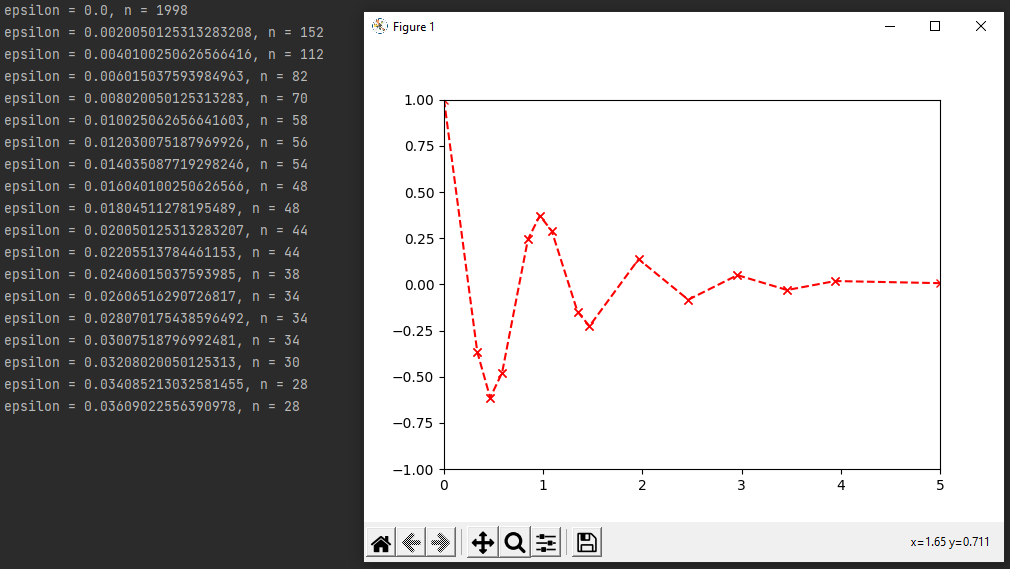 epsilon = 0.0, n = 1998
epsilon = 0.0020050125313283208, n = 152
epsilon = 0.0040100250626566416, n = 112
epsilon = 0.006015037593984963, n = 82
epsilon = 0.008020050125313283, n = 70
epsilon = 0.010025062656641603, n = 58
epsilon = 0.012030075187969926, n = 56
epsilon = 0.014035087719298246, n = 54
epsilon = 0.016040100250626566, n = 48
epsilon = 0.01804511278195489, n = 48
epsilon = 0.020050125313283207, n = 44
epsilon = 0.02205513784461153, n = 44
epsilon = 0.02406015037593985, n = 38
epsilon = 0.02606516290726817, n = 34
epsilon = 0.028070175438596492, n = 34
epsilon = 0.03007518796992481, n = 34
epsilon = 0.03208020050125313, n = 30
epsilon = 0.034085213032581455, n = 28
epsilon = 0.03609022556390978, n = 28
Figure 1
1.00
0.75
0.50
0.25
0.00
−0.25
−0.50
−0.75
−1.00
0 1 2 3 4 5
x=1.65 y=0.711